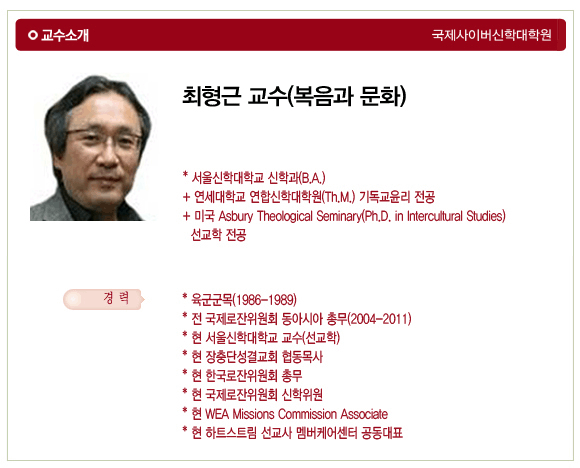 교수소개
국제사이버신학대학원
최형근 교수(복음과 문화)
* 서울신학대학교 신학과(B.A.)
+ 연세대학교 연합신학대학원(Th.M.) 기독교윤리 전공
+ 미국 Asbury Theological Seminary(Ph.D. in Intercultural Studies)
선교학 전공
경 력
* 육군군목(1986-1989)
* 전 국제로잔위원회 동아시아 총무(2004-2011)
* 현 서울신학대학교 교수(선교학)
* 현 장충단성결교회 협동목사
* 현 한국로잔위원회 총무
* 현 국제로잔위원회 신학위원
* 현 WEA Missions Commission Associate
* 현 하트스트림 선교사 멤버케어센터 공동대표